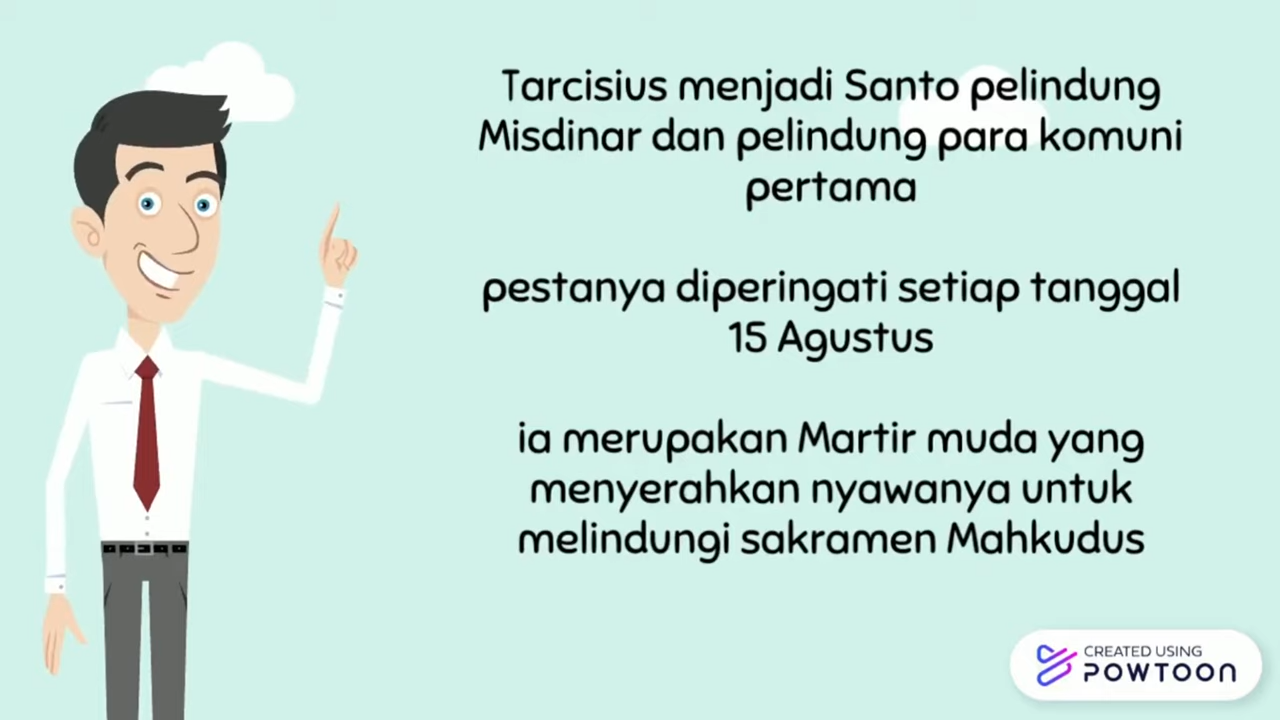 Tarcisius menjadi Santo pelindung
Misdinar dan pelindung para komuni
pertama
pestanya diperingati setiap tanggal
15 Agustus
ia merupakan Martir muda yang
menyerahkan nyawanya untuk
melindungi sakramen Mahkudus
CREATED USING
POWTOON